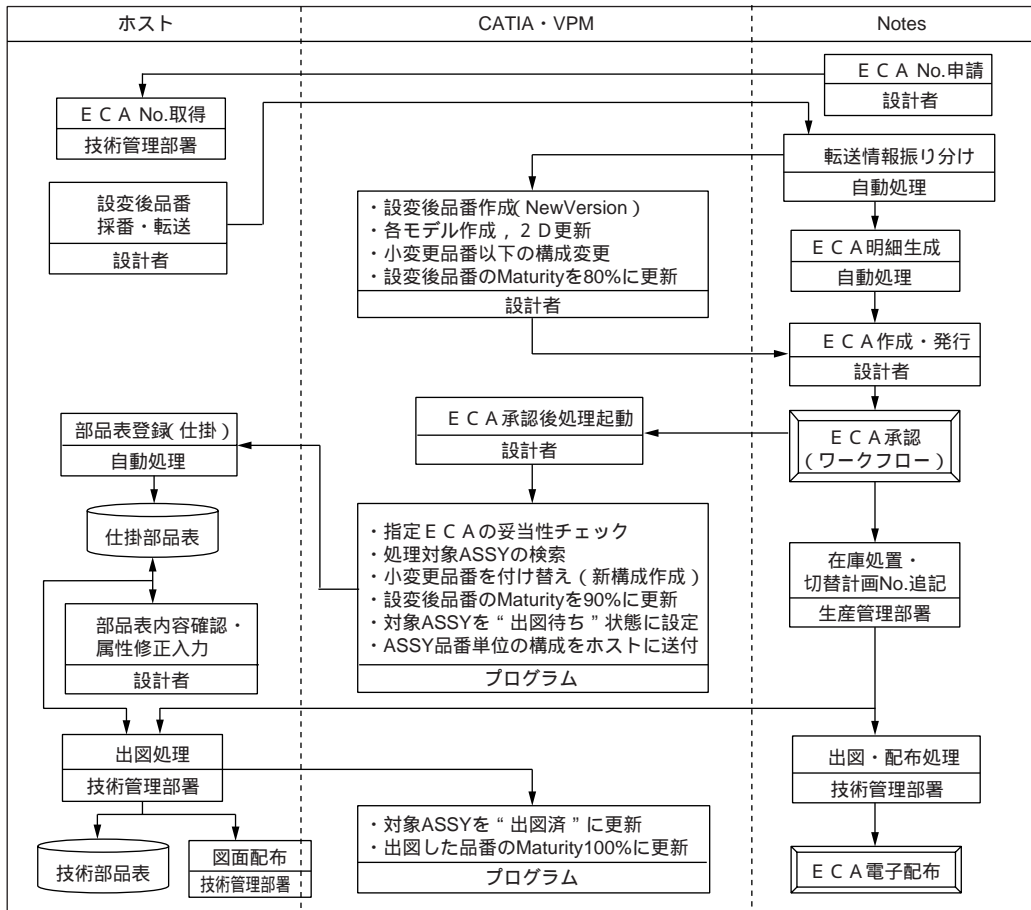 ホスト
CATIA・VPM
Notes
ＥＣＡ No.申請
設計者
ＥＣＡ No.取得
技術管理部署
転送情報振り分け
自動処理
設変後品番
採番・転送
設計者
・設変後品番作成（NewVersion）
・各モデル作成，２Ｄ更新
・小変更品番以下の構成変更
・設変後品番のMaturityを80%に更新
設計者
ＥＣＡ明細生成
自動処理
ＥＣＡ作成・発行
設計者
部品表登録（仕掛）
自動処理
ＥＣＡ承認後処理起動
設計者
ＥＣＡ承認
（ワークフロー）
仕掛部品表
・指定ＥＣＡの妥当性チェック
・処理対象ASSYの検索
・小変更品番を付け替え（新構成作成）
・設変後品番のMaturityを90%に更新
・対象ASSYを“出図待ち”状態に設定
・ASSY品番単位の構成をホストに送付
プログラム
在庫処置・
切替計画No.追記
生産管理部署
部品表内容確認・
属性修正入力
設計者
出図処理
技術管理部署
出図・配布処理
技術管理部署
・対象ASSYを“出図済”に更新
・出図した品番のMaturity100%に更新
プログラム
技術部品表
図面配布
技術管理部署
ＥＣＡ電子配布